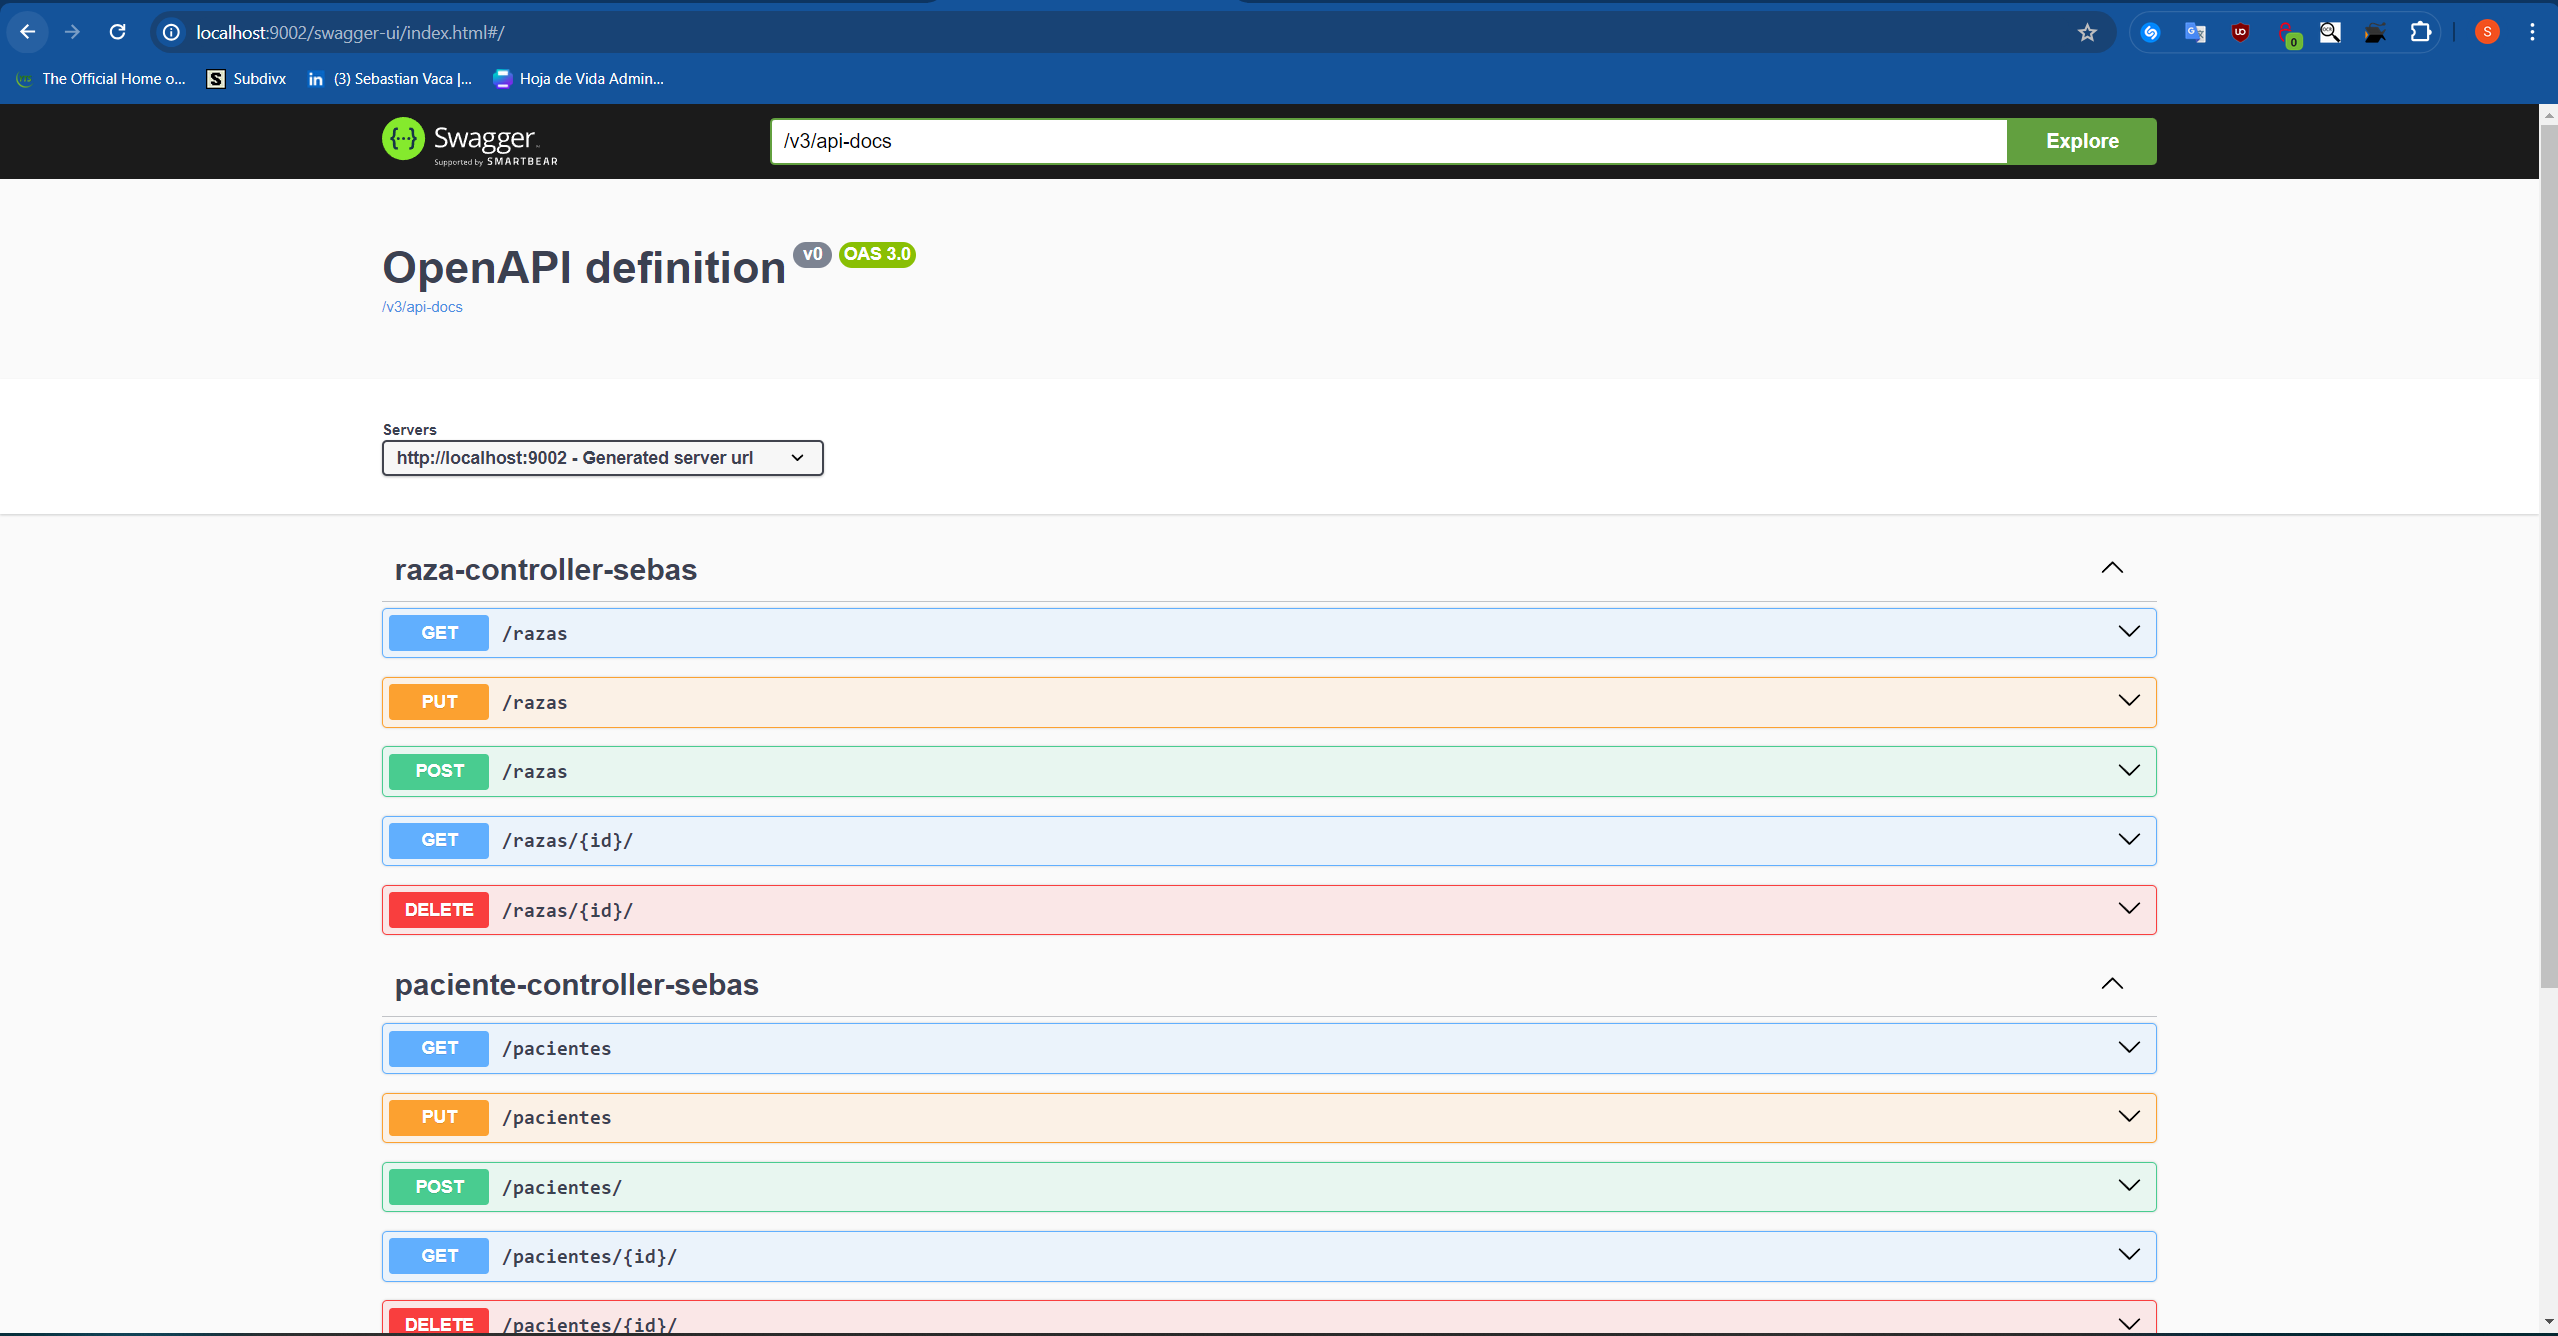 localhost:9002/swagger-ui/index.html#/
0
S
The Official Home o...
S Subdivx
in (3) Sebastian Vaca |...
Hoja de Vida Admin...
{...} Swagger
Supported by SMARTBEAR
/v3/api-docs
Explore
OpenAPI definition v0 OAS 3.0
/v3/api-docs
Servers
http://localhost:9002 - Generated server url
raza-controller-sebas
GET /razas
PUT /razas
POST /razas
GET /razas/{id}/
DELETE /razas/{id}/
paciente-controller-sebas
GET /pacientes
PUT /pacientes
POST /pacientes/
GET /pacientes/{id}/
DELETE /pacientes/{id}/